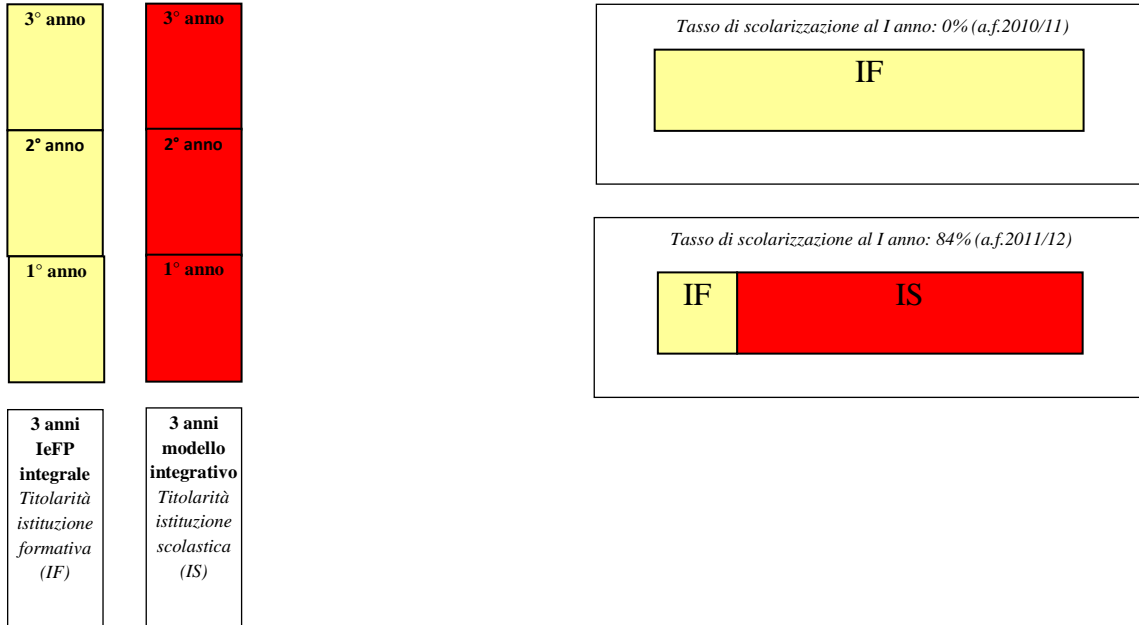 3° anno
2° anno
1° anno
3 anni
IeFP
integrale
Titolarità
istituzione
formativa
(IF)
3° anno
2° anno
1° anno
3 anni
modello
integrativo
Titolarità
istituzione
scolastica
(IS)
Tasso di scolarizzazione al I anno: 0% (a.f.2010/11)
IF
Tasso di scolarizzazione al I anno: 84% (a.f.2011/12)
IF IS